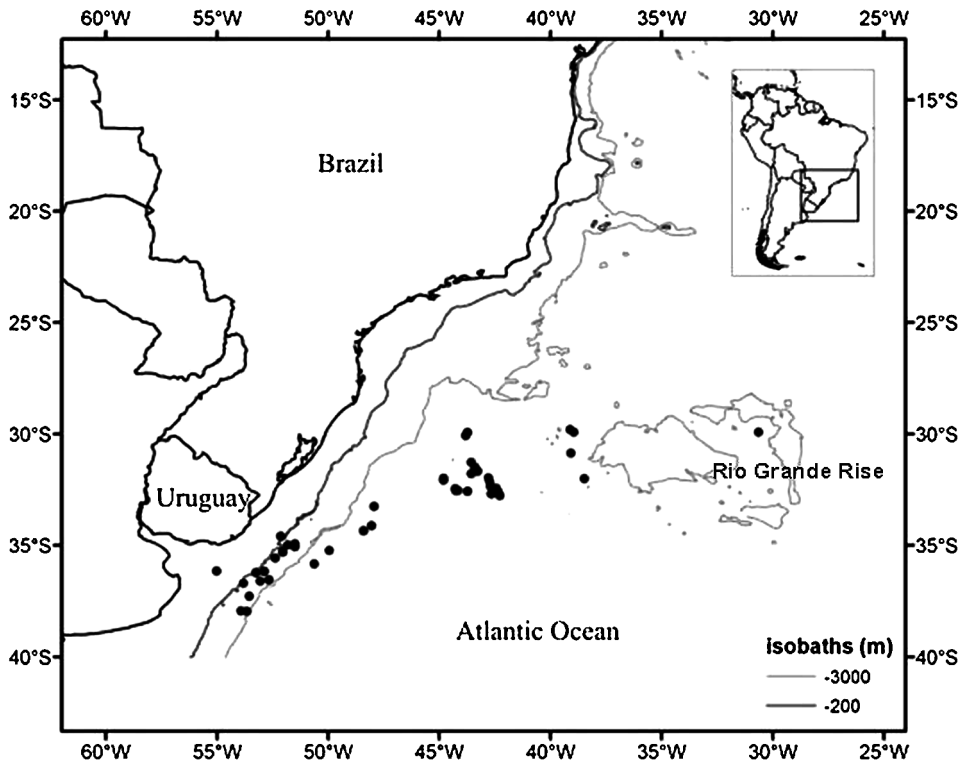 60°W 55°W 50°W 45°W 40°W 35°W 30°W 25°W
15°S 15°S
Brazil
20°S 20°S
25°S 25°S
30°S 30°S
Rio Grande Rise
Uruguay
35°S 35°S
Atlantic Ocean
isobaths (m)
40°S 40°S
-3000
-200
60°W 55°W 50°W 45°W 40°W 35°W 30°W 25°W